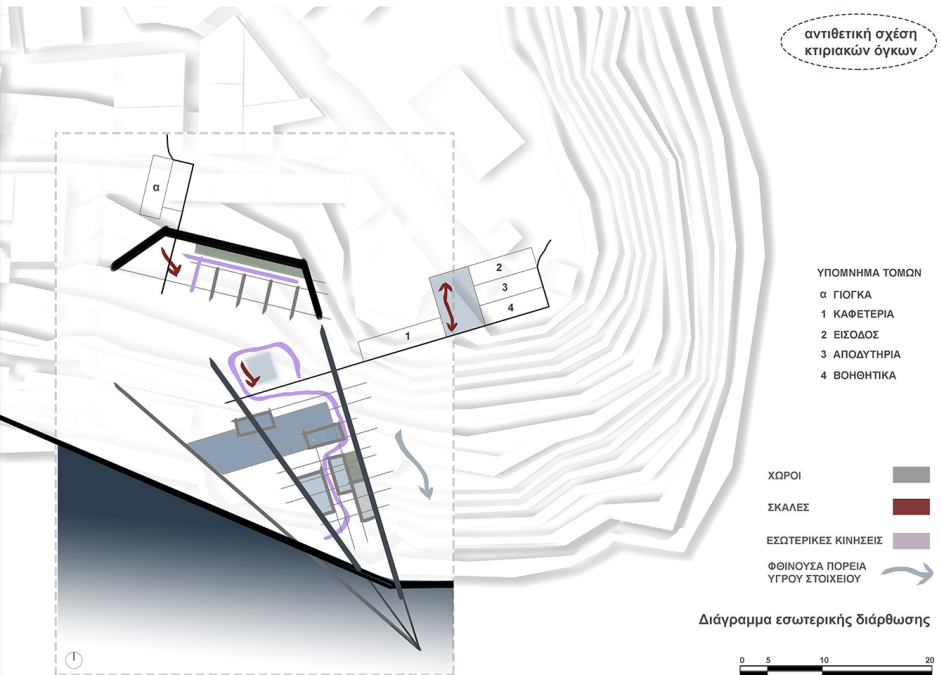 αντιθετική σχέση
κτιριακών όγκων
α
2
3
4
1
ΥΠΟΜΝΗΜΑ ΤΟΜΩΝ
α ΓΙΟΓΚΑ
1 ΚΑΦΕΤΕΡΙΑ
2 ΕΙΣΟΔΟΣ
3 ΑΠΟΔΥΤΗΡΙΑ
4 ΒΟΗΘΗΤΙΚΑ
ΧΩΡΟΙ
ΣΚΑΛΕΣ
ΕΣΩΤΕΡΙΚΕΣ ΚΙΝΗΣΕΙΣ
ΦΘΙΝΟΥΣΑ ΠΟΡΕΙΑ
ΥΓΡΟΥ ΣΤΟΙΧΕΙΟΥ
Διάγραμμα εσωτερικής διάρθωσης
0 5 10 20